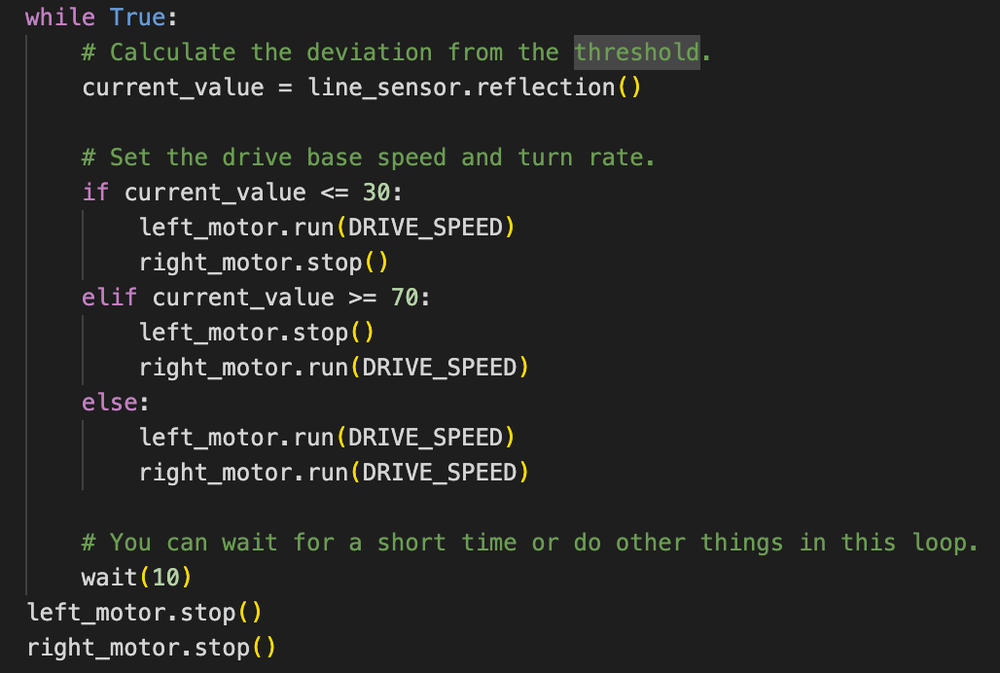 while True:
    # Calculate the deviation from the threshold.
    current_value = line_sensor.reflection()

    # Set the drive base speed and turn rate.
    if current_value <= 30:
        left_motor.run(DRIVE_SPEED)
        right_motor.stop()
    elif current_value >= 70:
        left_motor.stop()
        right_motor.run(DRIVE_SPEED)
    else:
        left_motor.run(DRIVE_SPEED)
        right_motor.run(DRIVE_SPEED)

    # You can wait for a short time or do other things in this loop.
    wait(10)
left_motor.stop()
right_motor.stop()